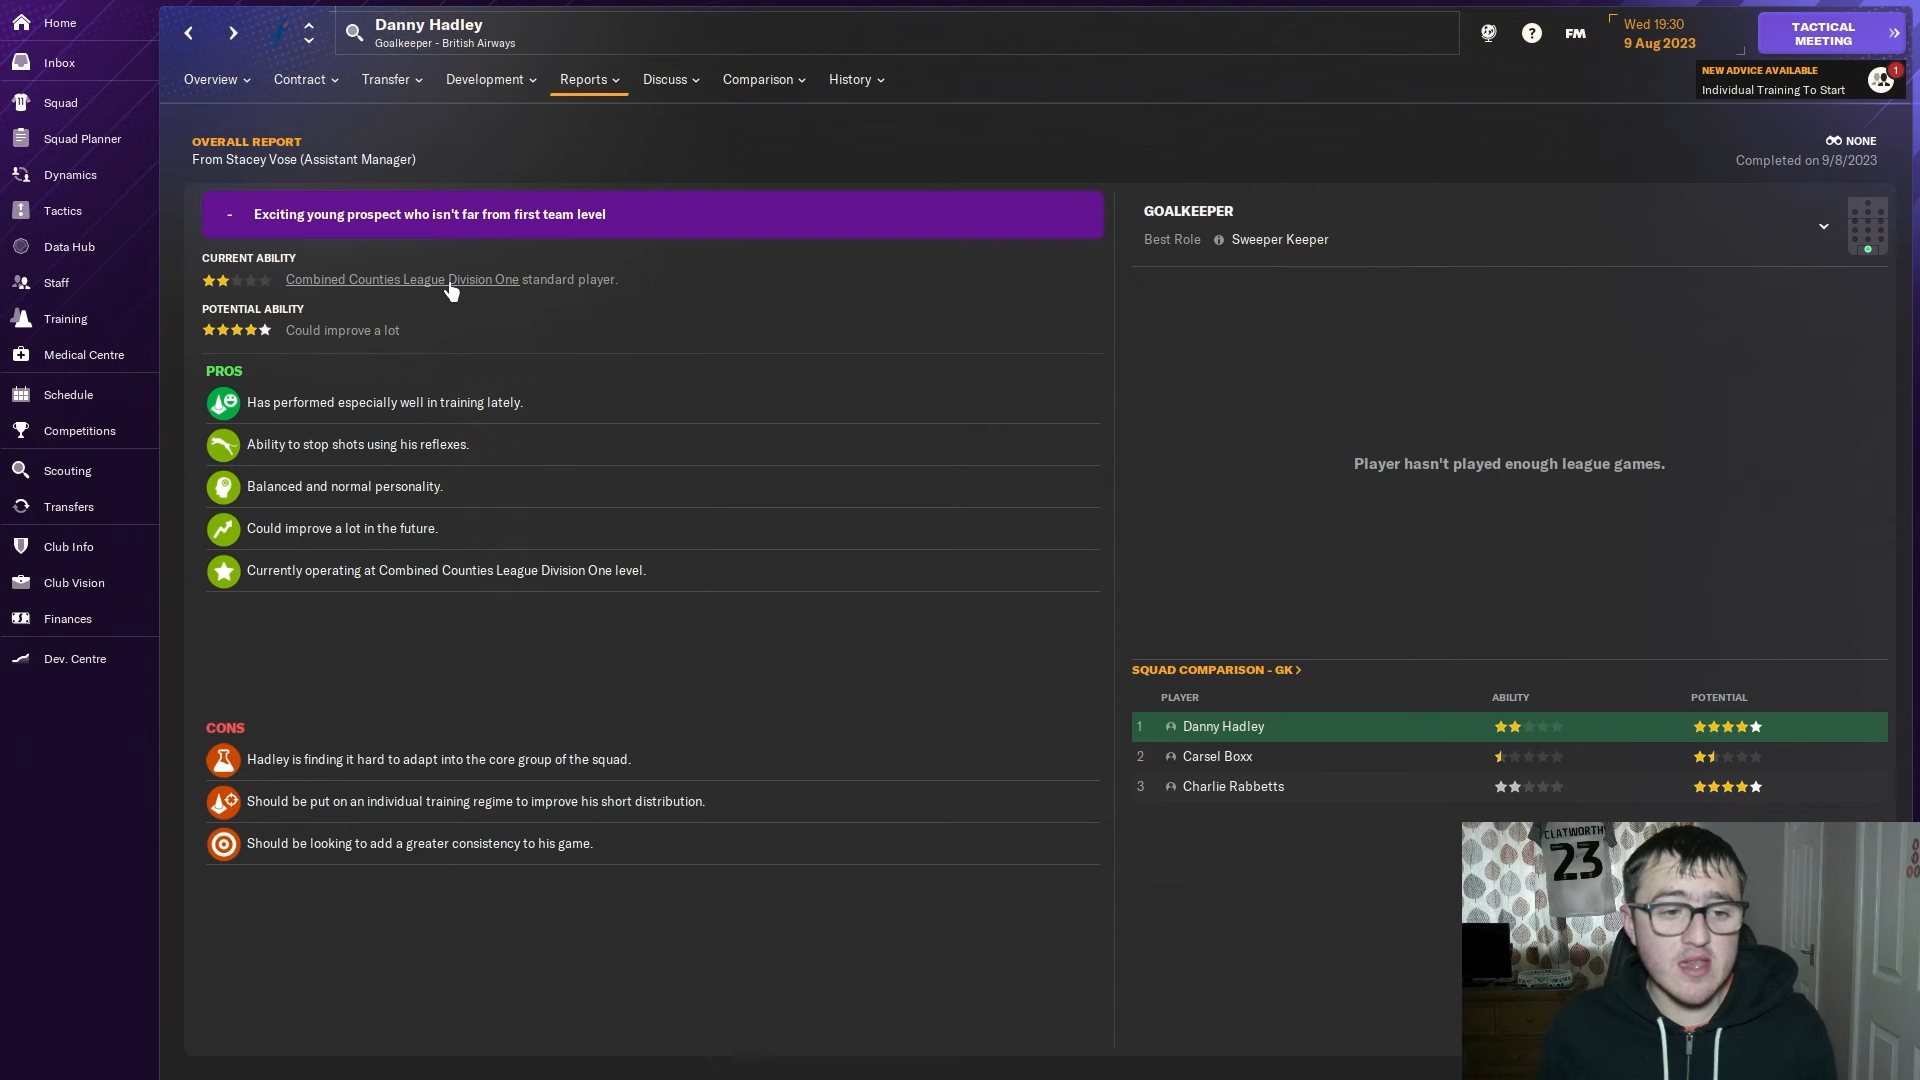 Home
Inbox
Squad
Squad Planner
Dynamics
Tactics
Data Hub
Staff
Training
Medical Centre
Schedule
Competitions
Scouting
Transfers
Club Info
Club Vision
Finances
Dev. Centre
Danny Hadley
Goalkeeper - British Airways
FM
Wed 19:30
9 Aug 2023
TACTICAL
MEETING
Overview
Contract
Transfer
Development
Reports
Discuss
Comparison
History
NEW ADVICE AVAILABLE
Individual Training To Start
1
OVERALL REPORT
From Stacey Vose (Assistant Manager)
NONE
Completed on 9/8/2023
- Exciting young prospect who isn't far from first team level
CURRENT ABILITY
Combined Counties League Division One standard player.
POTENTIAL ABILITY
Could improve a lot
PROS
Has performed especially well in training lately.
Ability to stop shots using his reflexes.
Balanced and normal personality.
Could improve a lot in the future.
Currently operating at Combined Counties League Division One level.
CONS
Hadley is finding it hard to adapt into the core group of the squad.
Should be put on an individual training regime to improve his short distribution.
Should be looking to add a greater consistency to his game.
GOALKEEPER
Best Role Sweeper Keeper
Player hasn't played enough league games.
SQUAD COMPARISON - GK >
PLAYER ABILITY POTENTIAL
1 Danny Hadley
2 Carsel Boxx
3 Charlie Rabbetts
CLATWORTHY
23